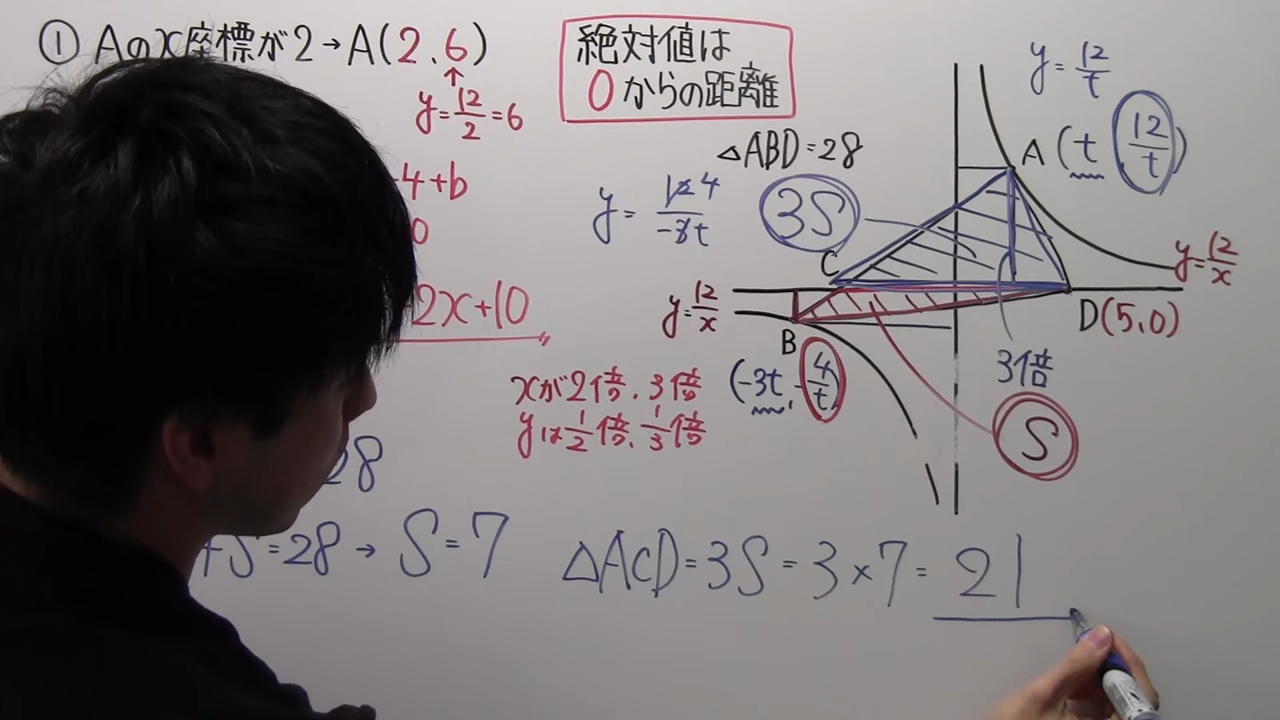 ① Aのx座標が2→A(2,6)
↑
y=12/2=6
4+b
0
2x+10
絶対値は
0からの距離
△ABD=28
3S
y=12/-3t 4
y=12/t
A(t 12/t)
y=12/x
C
y=12/x
D(5,0)
B
(-3t, -4/t)
3倍
S
xが2倍、3倍
yは1/2倍、1/3倍
28
+S=28→S=7
△ACD=3S=3×7=21